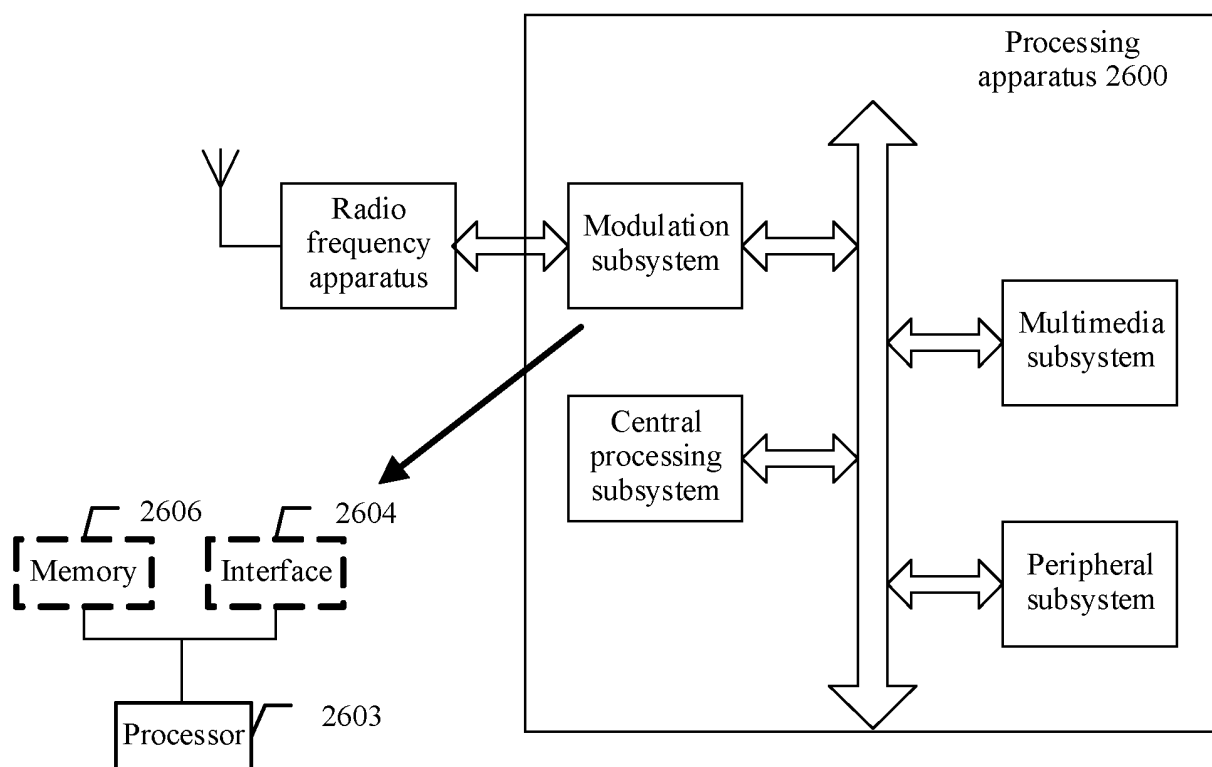 Processing
apparatus 2600
Radio
frequency
apparatus
Modulation
subsystem
Multimedia
subsystem
Central
processing
subsystem
2606
2604
Memory
Interface
Peripheral
subsystem
2603
Processor